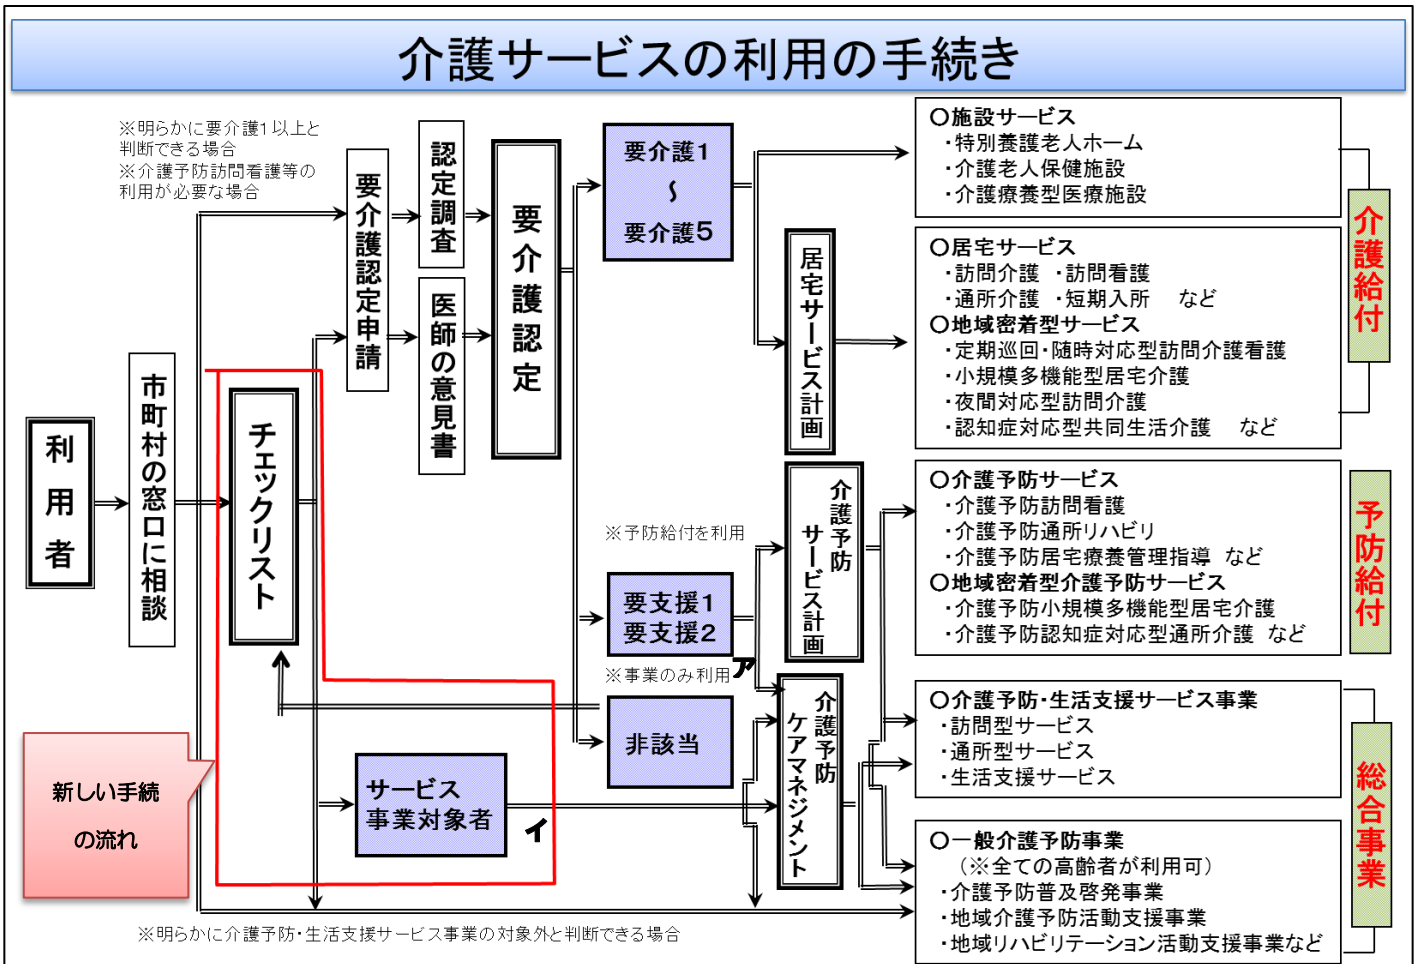 介護サービスの利用の手続き
※明らかに要介護1以上と
判断できる場合
※介護予防訪問看護等の
利用が必要な場合
利用者
市町村の窓口に相談
チェックリスト
要介護認定申請
認定調査
医師の意見書
要介護認定
要介護1
～
要介護5
居宅サービス計画
※予防給付を利用
要支援1
要支援2
ア
※事業のみ利用
非該当
介護予防
サービス計画
介護予防
ケアマネジメント
サービス
事業対象者
イ
新しい手続
の流れ
※明らかに介護予防・生活支援サービス事業の対象外と判断できる場合
○施設サービス
・特別養護老人ホーム
・介護老人保健施設
・介護療養型医療施設
○居宅サービス
・訪問介護 ・訪問看護
・通所介護 ・短期入所 など
○地域密着型サービス
・定期巡回・随時対応型訪問介護看護
・小規模多機能型居宅介護
・夜間対応型訪問介護
・認知症対応型共同生活介護 など
介護給付
○介護予防サービス
・介護予防訪問看護
・介護予防通所リハビリ
・介護予防居宅療養管理指導 など
○地域密着型介護予防サービス
・介護予防小規模多機能型居宅介護
・介護予防認知症対応型通所介護 など
予防給付
○介護予防・生活支援サービス事業
・訪問型サービス
・通所型サービス
・生活支援サービス
○一般介護予防事業
（※全ての高齢者が利用可）
・介護予防普及啓発事業
・地域介護予防活動支援事業
・地域リハビリテーション活動支援事業など
総合事業